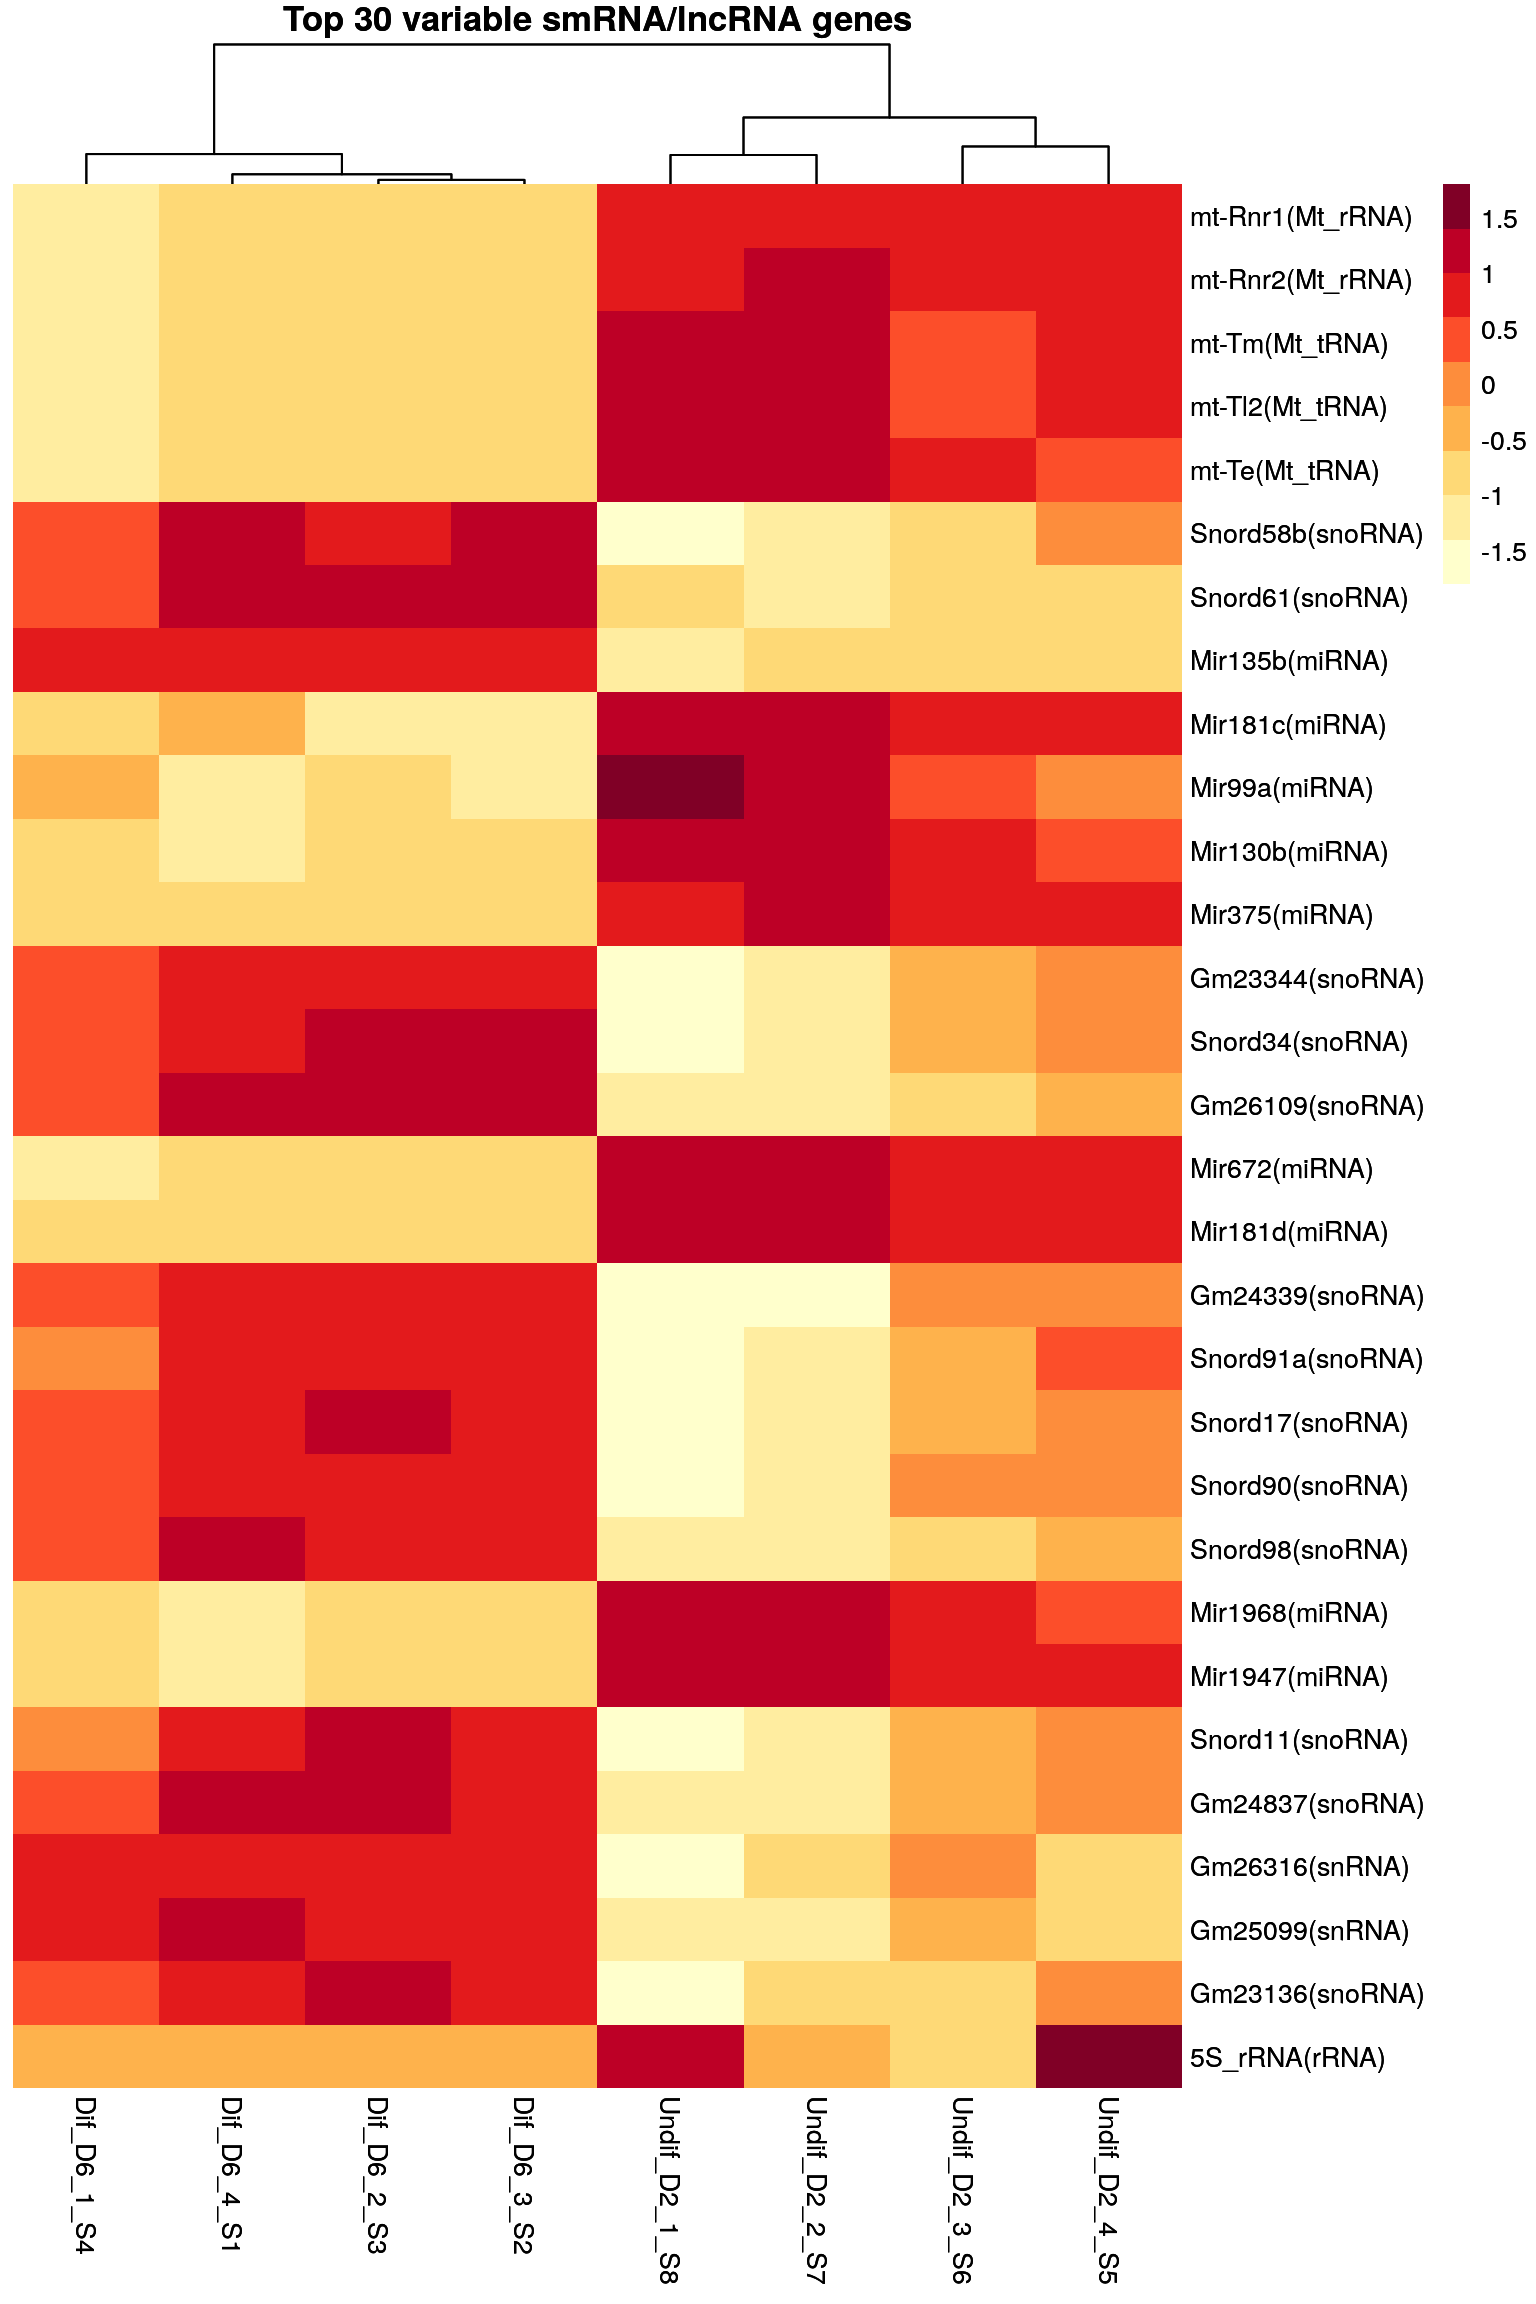 Top 30 variable smRNA/lncRNA genes
mt-Rnr1(Mt_rRNA)
mt-Rnr2(Mt_rRNA)
mt-Tm(Mt_tRNA)
mt-Tl2(Mt_tRNA)
mt-Te(Mt_tRNA)
Snord58b(snoRNA)
Snord61(snoRNA)
Mir135b(miRNA)
Mir181c(miRNA)
Mir99a(miRNA)
Mir130b(miRNA)
Mir375(miRNA)
Gm23344(snoRNA)
Snord34(snoRNA)
Gm26109(snoRNA)
Mir672(miRNA)
Mir181d(miRNA)
Gm24339(snoRNA)
Snord91a(snoRNA)
Snord17(snoRNA)
Snord90(snoRNA)
Snord98(snoRNA)
Mir1968(miRNA)
Mir1947(miRNA)
Snord11(snoRNA)
Gm24837(snoRNA)
Gm26316(snRNA)
Gm25099(snRNA)
Gm23136(snoRNA)
5S_rRNA(rRNA)
1.5
1
0.5
0
-0.5
-1
-1.5
Dif_D6_1_S4
Dif_D6_4_S1
Dif_D6_2_S3
Dif_D6_3_S2
Undif_D2_1_S8
Undif_D2_2_S7
Undif_D2_3_S6
Undif_D2_4_S5